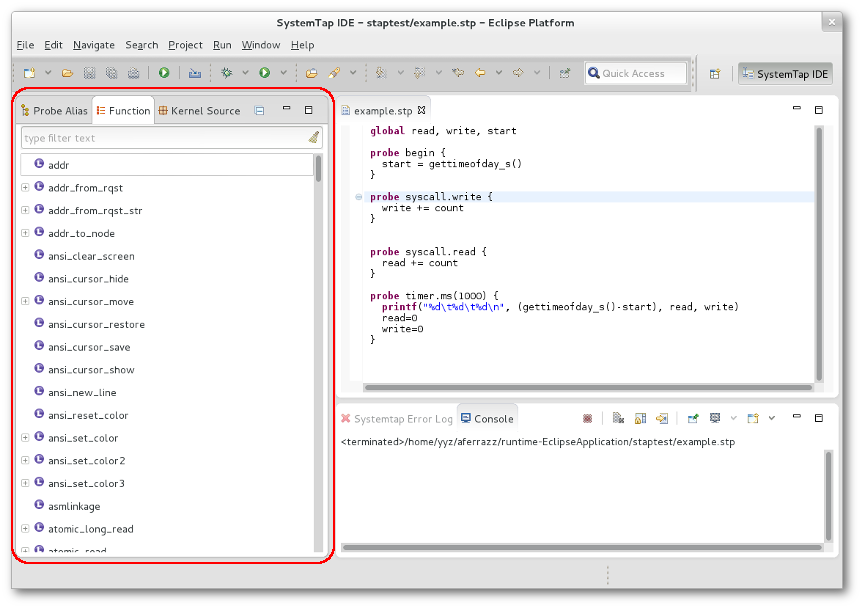 SystemTap IDE – staptest/example.stp – Eclipse Platform
File Edit Navigate Search Project Run Window Help
Quick Access
SystemTap IDE
Probe Alias
Function
Kernel Source
type filter text
addr
addr_from_rqst
addr_from_rqst_str
addr_to_node
ansi_clear_screen
ansi_cursor_hide
ansi_cursor_move
ansi_cursor_restore
ansi_cursor_save
ansi_cursor_show
ansi_new_line
ansi_reset_color
ansi_set_color
ansi_set_color2
ansi_set_color3
asmlinkage
atomic_long_read
atomic_read
example.stp
global read, write, start
probe begin {
start = gettimeofday_s()
}
probe syscall.write {
write += count
}
probe syscall.read {
read += count
}
probe timer.ms(1000) {
printf("%d\t%d\t%d\n", (gettimeofday_s()-start), read, write)
read=0
write=0
}
Systemtap Error Log
Console
<terminated>/home/yyz/aferrazz/runtime-EclipseApplication/staptest/example.stp